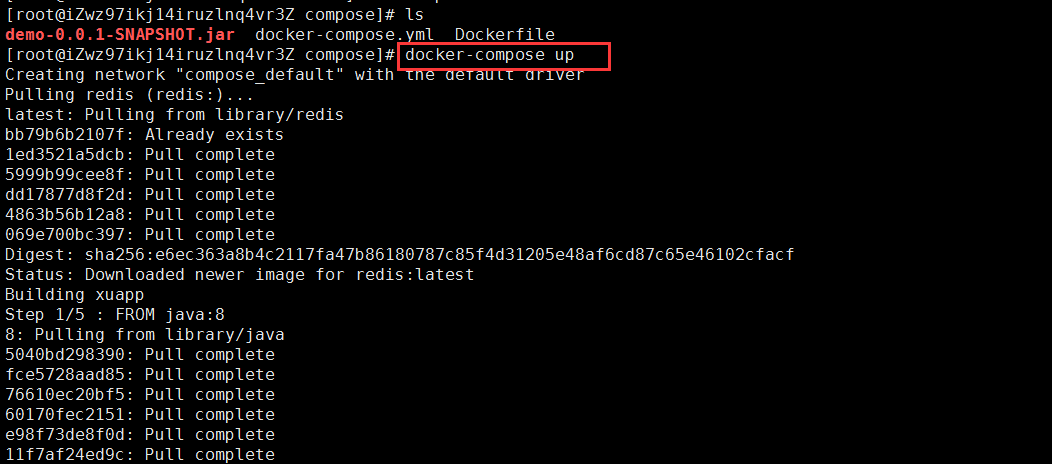 [root@iZwz97ikj14iruzlnq4vr3Z compose]# ls
demo-0.0.1-SNAPSHOT.jar  docker-compose.yml  Dockerfile
[root@iZwz97ikj14iruzlnq4vr3Z compose]# docker-compose up
Creating network "compose_default" with the default driver
Pulling redis (redis:)...
latest: Pulling from library/redis
bb79b6b2107f: Already exists
1ed3521a5dcb: Pull complete
5999b99cee8f: Pull complete
dd17877d8f2d: Pull complete
4863b56b12a8: Pull complete
069e700bc397: Pull complete
Digest: sha256:e6ec363a8b4c2117fa47b86180787c85f4d31205e48af6cd87c65e46102cfacf
Status: Downloaded newer image for redis:latest
Building xuapp
Step 1/5 : FROM java:8
8: Pulling from library/java
5040bd298390: Pull complete
fce5728aad85: Pull complete
76610ec20bf5: Pull complete
60170fec2151: Pull complete
e98f73de8f0d: Pull complete
11f7af24ed9c: Pull complete